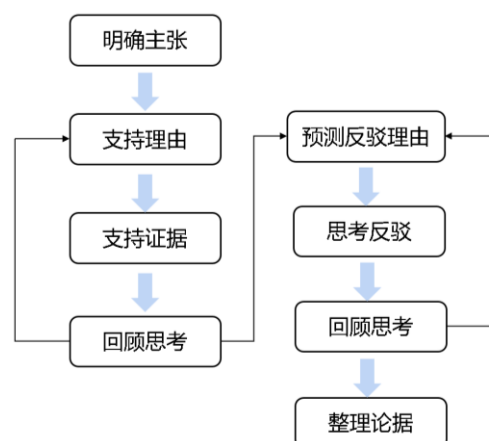 明确主张
支持理由
支持证据
回顾思考
预测反驳理由
思考反驳
回顾思考
整理论据